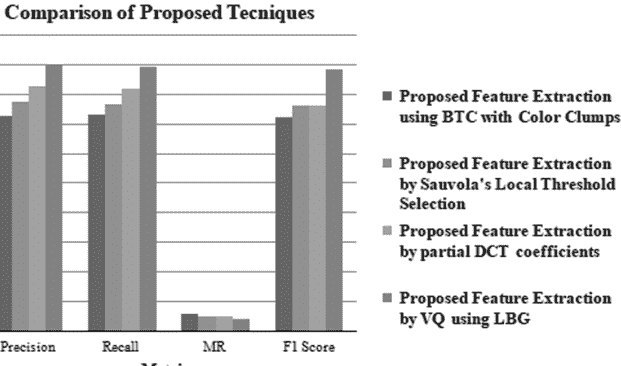 Comparison of Proposed Tecniques
Proposed Feature Extraction
using BTC with Color Clumps
Proposed Feature Extraction
by Sauvola's Local Threshold
Selection
Proposed Feature Extraction
by partial DCT coefficients
Proposed Feature Extraction
by VQ using LBG
Precision Recall MR F1 Score